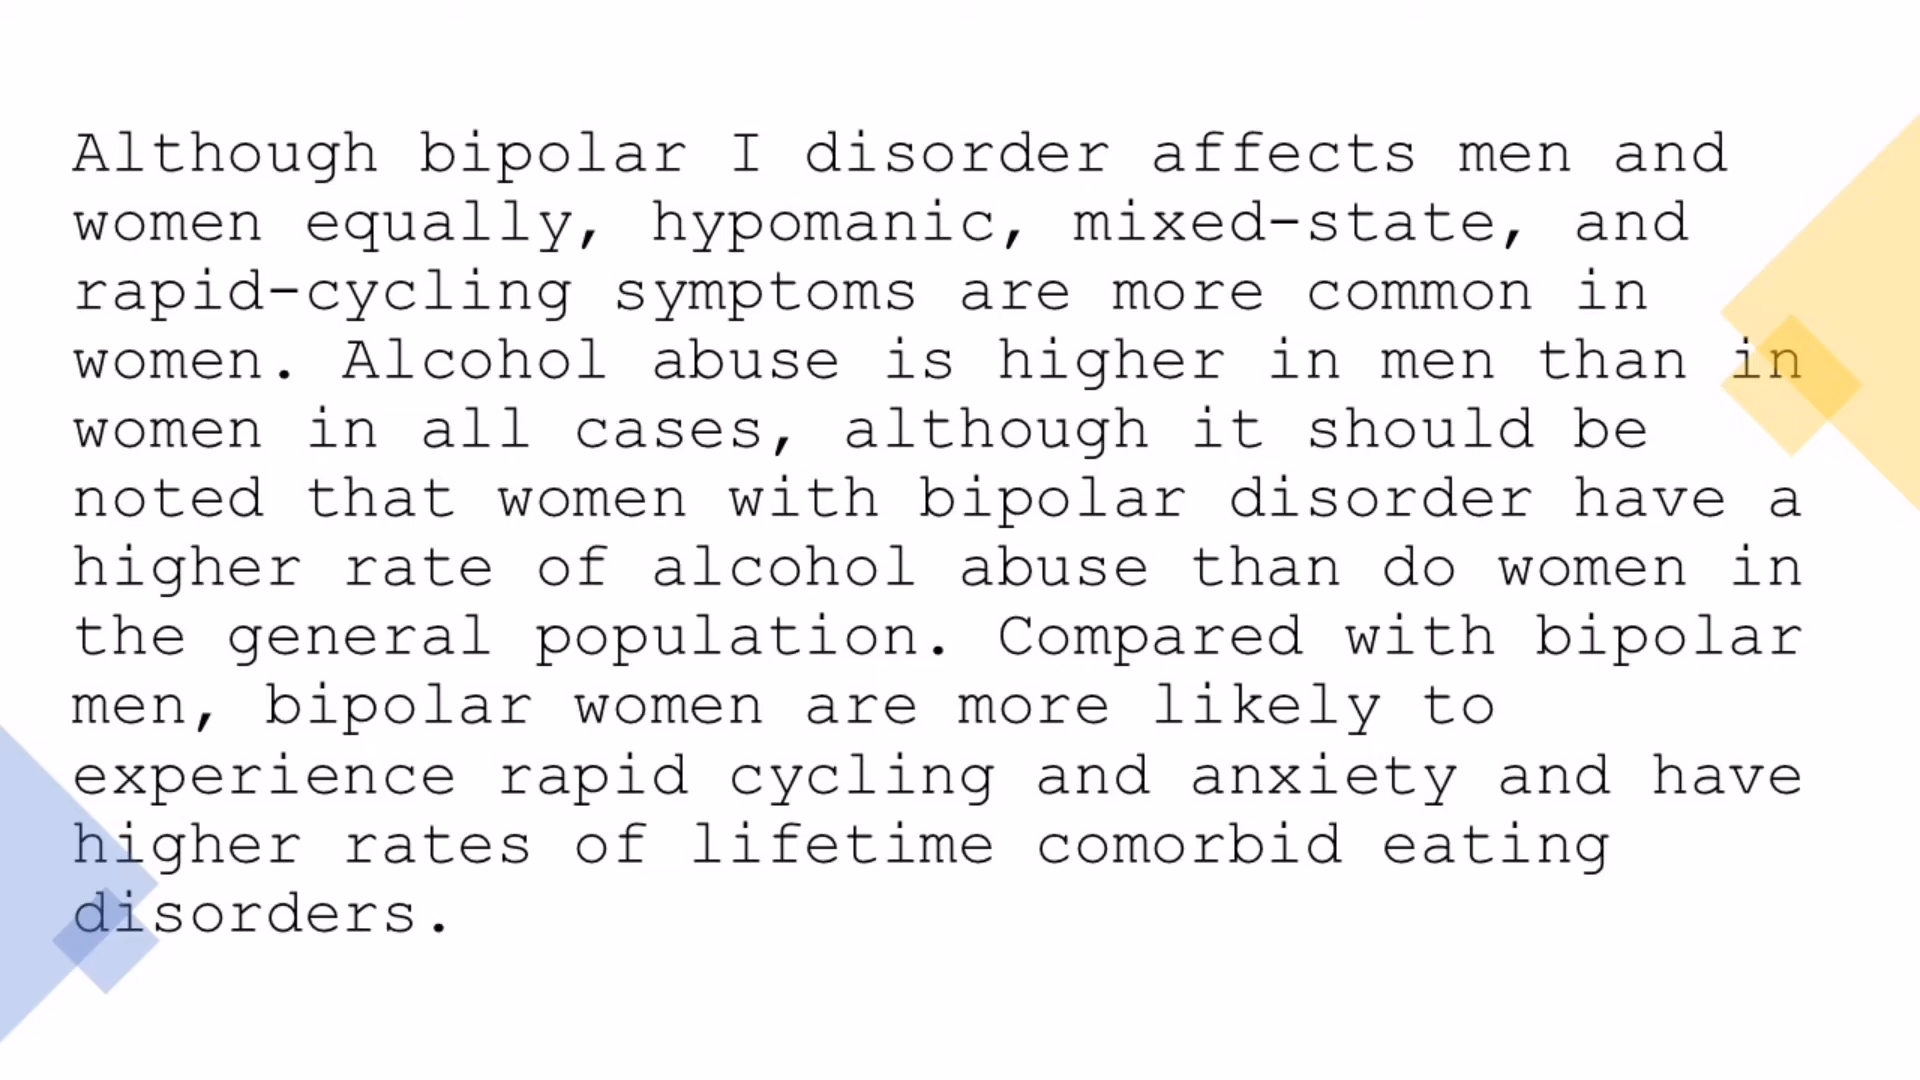 Although bipolar I disorder affects men and
women equally, hypomanic, mixed-state, and
rapid-cycling symptoms are more common in
women. Alcohol abuse is higher in men than in
women in all cases, although it should be
noted that women with bipolar disorder have a
higher rate of alcohol abuse than do women in
the general population. Compared with bipolar
men, bipolar women are more likely to
experience rapid cycling and anxiety and have
higher rates of lifetime comorbid eating
disorders.